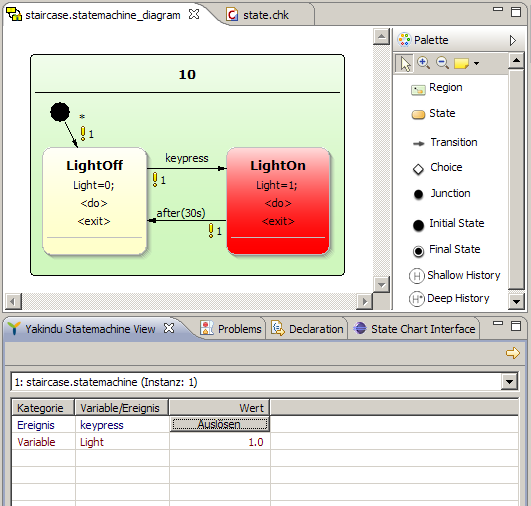 staircase.statemachine_diagram
state.chk
10
*
1
LightOff
Light=0;
<do>
<exit>
keypress
1
after(30s)
1
LightOn
Light=1;
<do>
<exit>
Palette
Region
State
Transition
Choice
Junction
Initial State
Final State
H Shallow History
H* Deep History
Yakindu Statemachine View
Problems
Declaration
State Chart Interface
1: staircase.statemachine (Instanz: 1)
Kategorie Variable/Ereignis Wert
Ereignis keypress Auslösen
Variable Light 1.0